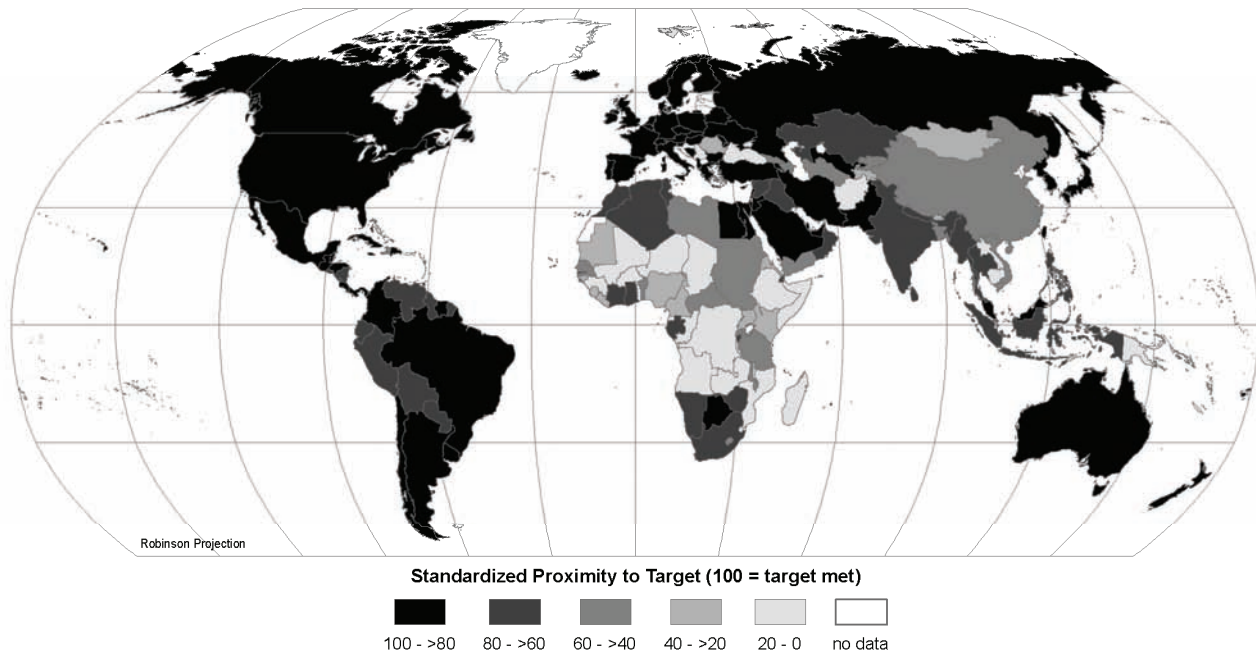 Robinson Projection
Standardized Proximity to Target (100 = target met)
100 - >80 80 - >60 60 - >40 40 - >20 20 - 0 no data